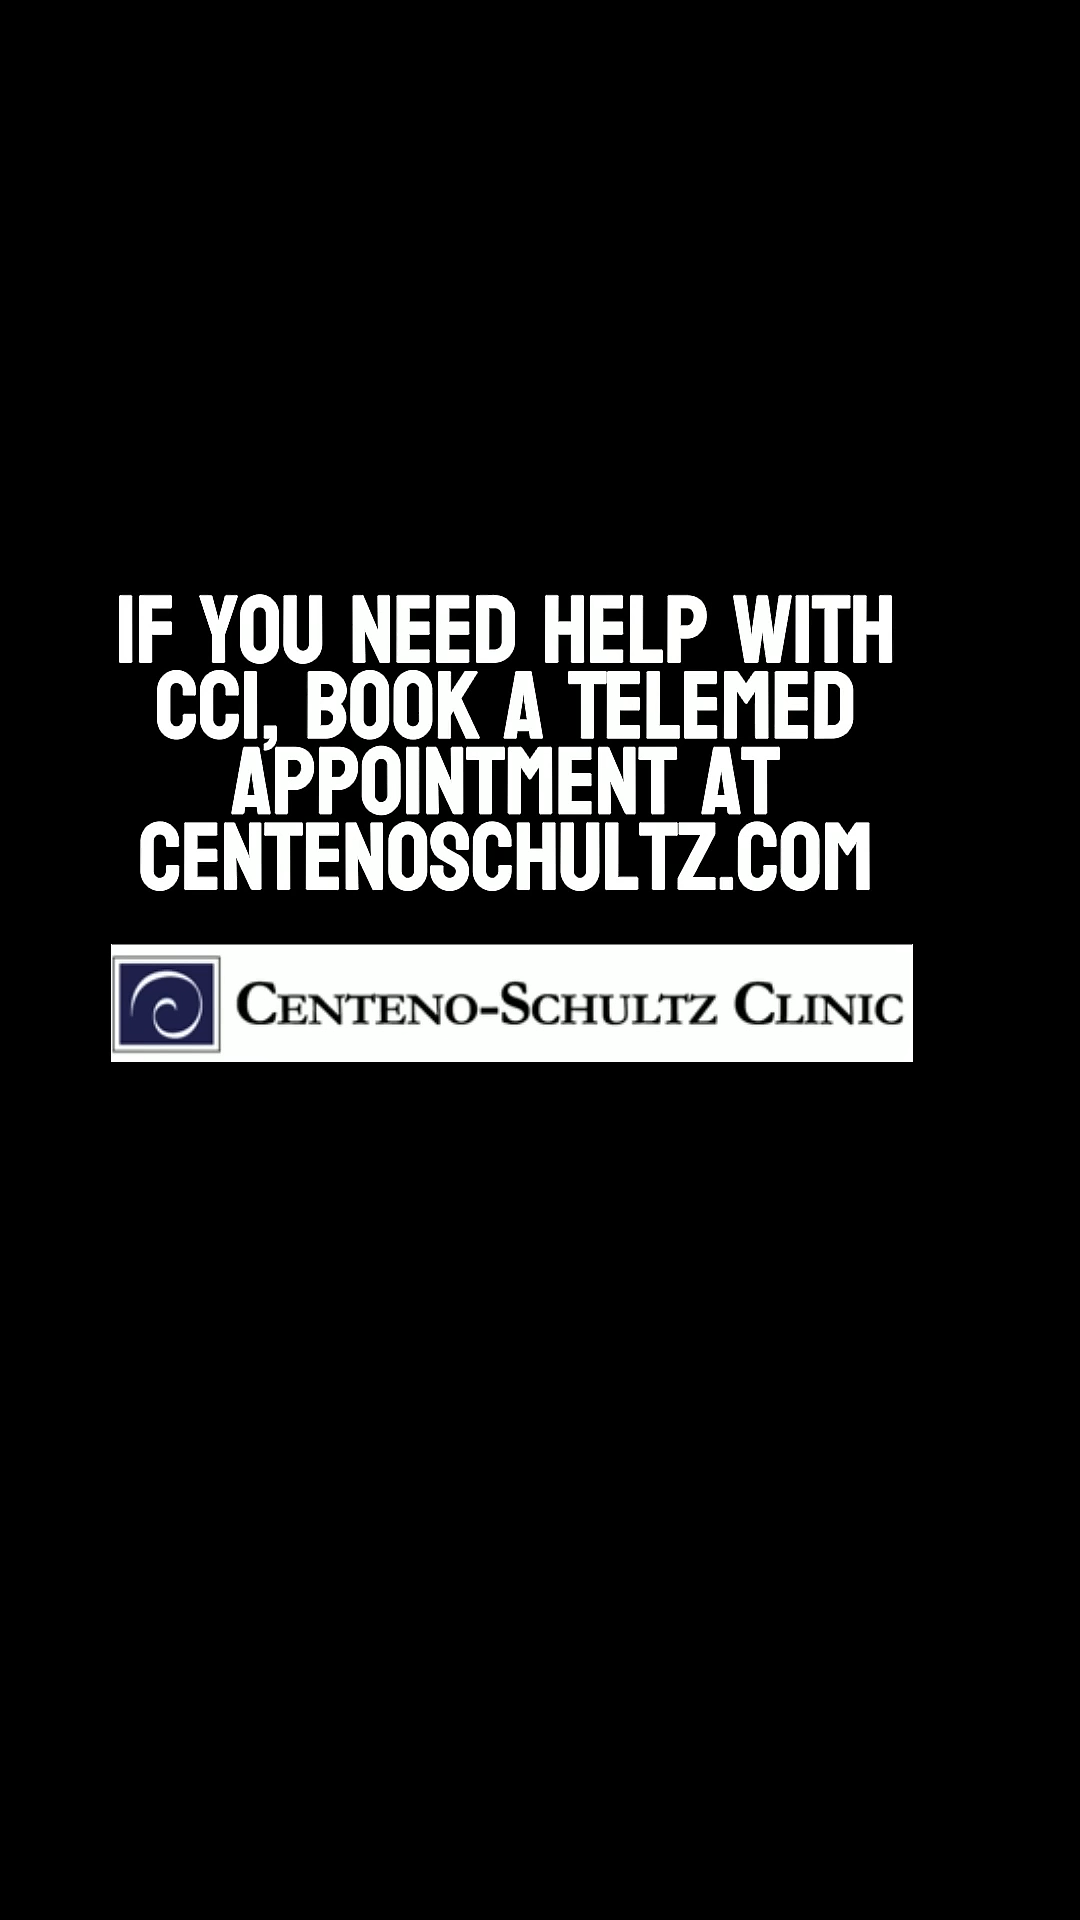 IF YOU NEED HELP WITH
CCI, BOOK A TELEMED
APPOINTMENT AT
CENTENOSCHULTZ.COM
CENTENO-SCHULTZ CLINIC